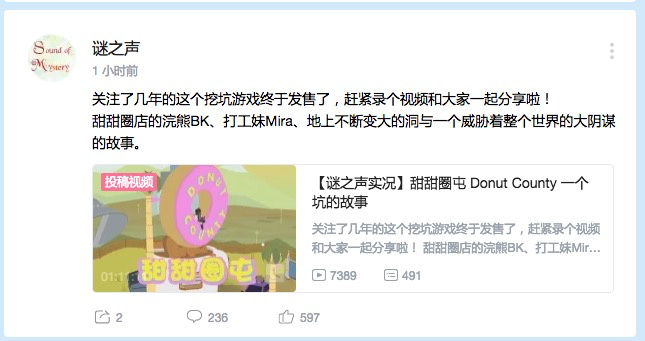 Sound of
Mystery
谜之声
1 小时前
关注了几年的这个挖坑游戏终于发售了，赶紧录个视频和大家一起分享啦！
甜甜圈店的浣熊BK、打工妹Mira、地上不断变大的洞与一个威胁着整个世界的大阴谋
的故事。
投稿视频
DONUT
COUNTY
甜甜圈屯
【谜之声实况】甜甜圈屯 Donut County 一个
坑的故事
关注了几年的这个挖坑游戏终于发售了，赶紧录个视频
和大家一起分享啦！ 甜甜圈店的浣熊BK、打工妹Mir...
7389 491
2 236 597